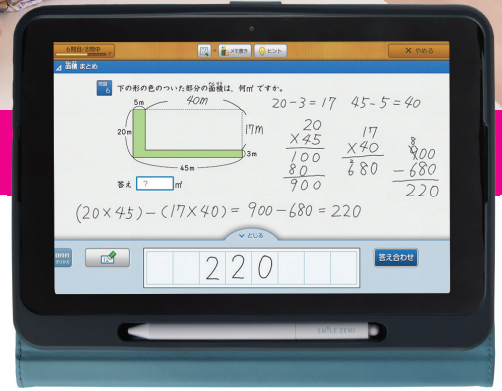 6問目/8問中
メモ書き
ヒント
× やめる
面積 まとめ
問題 6 下の形の色のついた部分の面積は、何㎡ですか。
5m 40m
20m 17m
3m
45m
20-3=17 45-5=40
20
×45
100
80
900
17
×40
680
900
-680
220
答え ? ㎡
(20×45)-(17×40)=900-680=220
とじる
220
答え合わせ
SMILE ZEMI